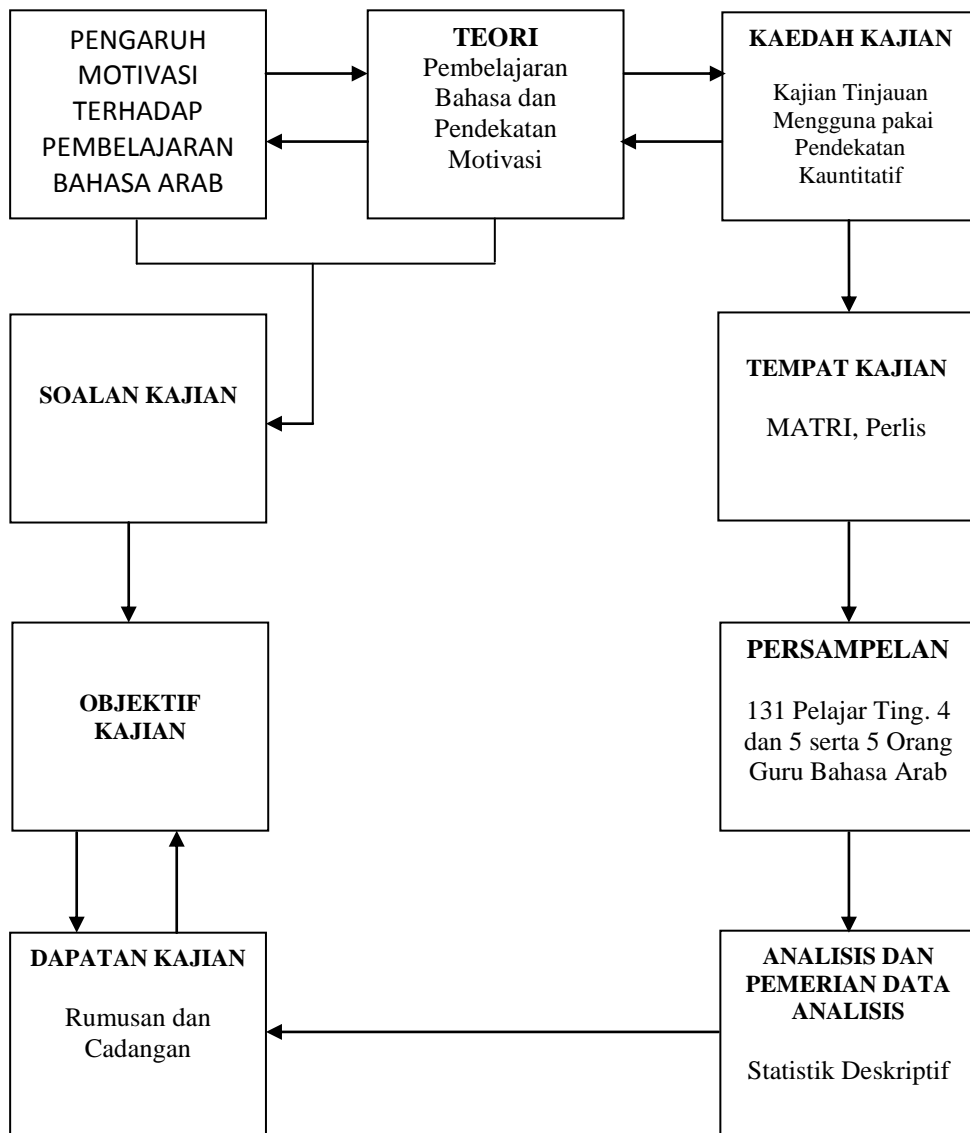 PENGARUH
MOTIVASI
TERHADAP
PEMBELAJARAN
BAHASA ARAB
TEORI
Pembelajaran
Bahasa dan
Pendekatan
Motivasi
KAEDAH KAJIAN
Kajian Tinjauan
Mengguna pakai
Pendekatan
Kauntitatif
SOALAN KAJIAN
TEMPAT KAJIAN
MATRI, Perlis
OBJEKTIF
KAJIAN
PERSAMPELAN
131 Pelajar Ting. 4
dan 5 serta 5 Orang
Guru Bahasa Arab
DAPATAN KAJIAN
Rumusan dan
Cadangan
ANALISIS DAN
PEMERIAN DATA
ANALISIS
Statistik Deskriptif